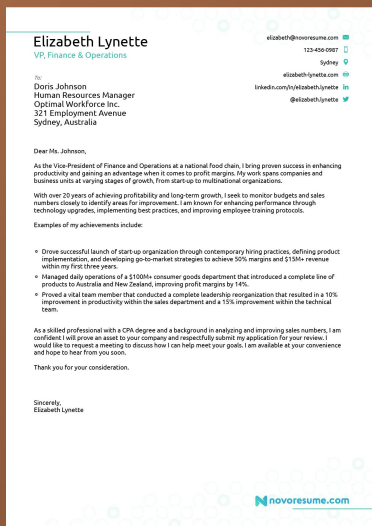 Elizabeth Lynette
VP, Finance & Operations
elizabeth@novoresume.com
123-456-0987
Sydney
elizabeth-lynette.com
linkedin.com/in/elizabeth.lynette
@elizabeth.lynette
To:
Doris Johnson
Human Resources Manager
Optimal Workforce Inc.
321 Employment Avenue
Sydney, Australia
Dear Ms. Johnson,
As the Vice-President of Finance and Operations at a national food chain, I bring proven success in enhancing
productivity and gaining an advantage when it comes to profit margins. My work spans companies and
business units at varying stages of growth, from start-up to multinational organizations.
With over 20 years of achieving profitability and long-term growth, I seek to monitor budgets and sales
numbers closely to identify areas for improvement. I am known for enhancing performance through
technology upgrades, implementing best practices, and improving employee training protocols.
Examples of my achievements include:
Drove successful launch of start-up organization through contemporary hiring practices, defining product
implementation, and developing go-to-market strategies to achieve 50% margins and $15M+ revenue
within my first three years.
Managed daily operations of a $100M+ consumer goods department that introduced a complete line of
products to Australia and New Zealand, improving profit margins by 14%.
Proved a vital team member that conducted a complete leadership reorganization that resulted in a 10%
improvement in productivity within the sales department and a 15% improvement within the technical
team.
As a skilled professional with a CPA degree and a background in analyzing and improving sales numbers, I am
confident I will prove an asset to your company and respectfully submit my application for your review. I
would like to request a meeting to discuss how I can help meet your goals. I am available at your convenience
and hope to hear from you soon.
Thank you for your consideration.
Sincerely,
Elizabeth Lynette
novoresume.com